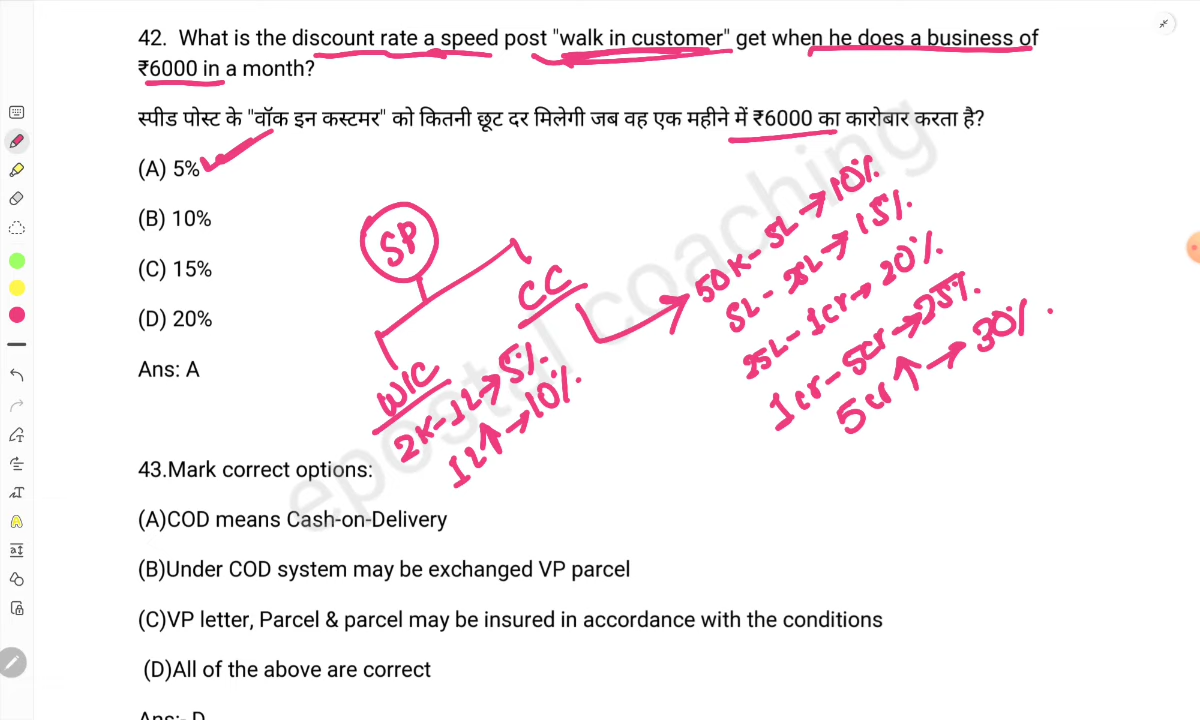 42. What is the discount rate a speed post "walk in customer" get when he does a business of
₹6000 in a month?
स्पीड पोस्ट के "वॉक इन कस्टमर" को कितनी छूट दर मिलेगी जब वह एक महीने में ₹6000 का कारोबार करता है?
(A) 5%
(B) 10%
(C) 15%
(D) 20%
Ans: A
SP
CC
WIC
2K-1L→5%
1L↑→10%
50K-5L→10%
5L-25L→15%
25L-1cr→20%
1cr-5cr→25%
5cr↑→30%
epostal coaching
43.Mark correct options:
(A)COD means Cash-on-Delivery
(B)Under COD system may be exchanged VP parcel
(C)VP letter, Parcel & parcel may be insured in accordance with the conditions
(D)All of the above are correct
Ans:- D